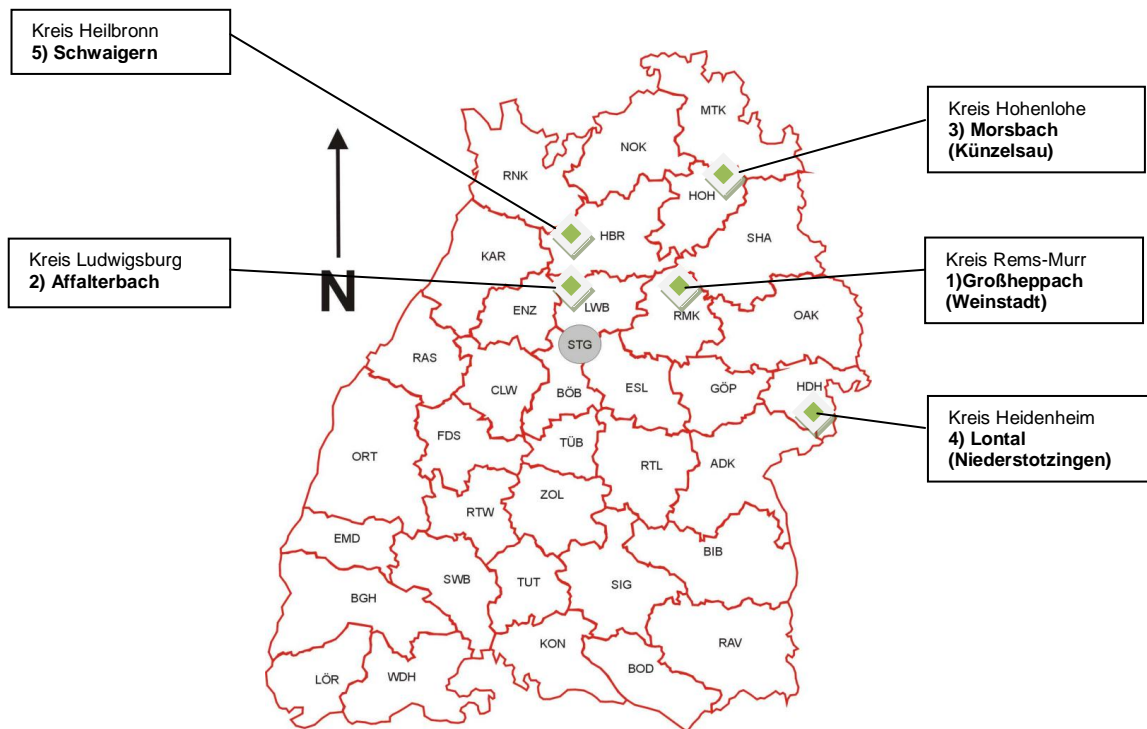 Kreis Heilbronn
5) Schwaigern
Kreis Hohenlohe
3) Morsbach
(Künzelsau)
Kreis Ludwigsburg
2) Affalterbach
Kreis Rems-Murr
1)Großheppach
(Weinstadt)
Kreis Heidenheim
4) Lontal
(Niederstotzingen)
N
MTK
NOK
RNK
HOH
HBR
SHA
KAR
LWB
ENZ
RMK
OAK
STG
RAS
CLW
BÖB
ESL
GÖP
HDH
FDS
TÜB
ORT
RTL
ADK
ZOL
RTW
EMD
BIB
SWB
TUT
SIG
BGH
KON
RAV
BOD
LÖR
WDH